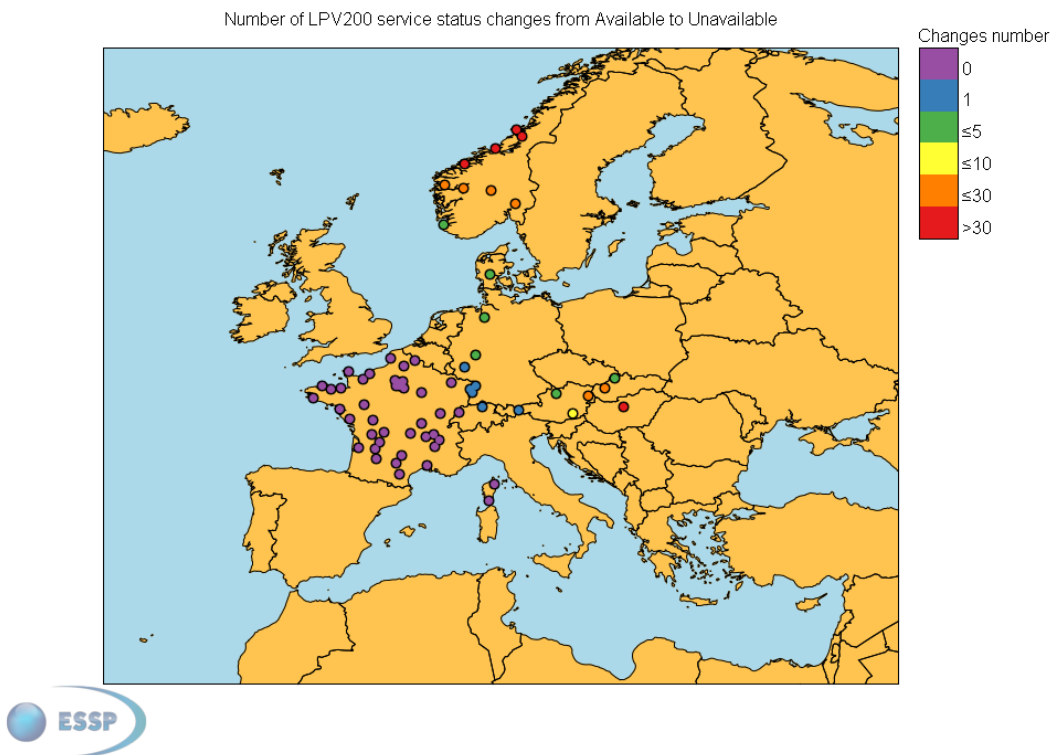 Number of LPV200 service status changes from Available to Unavailable
Changes number
0
1
≤5
≤10
≤30
>30
ESSP